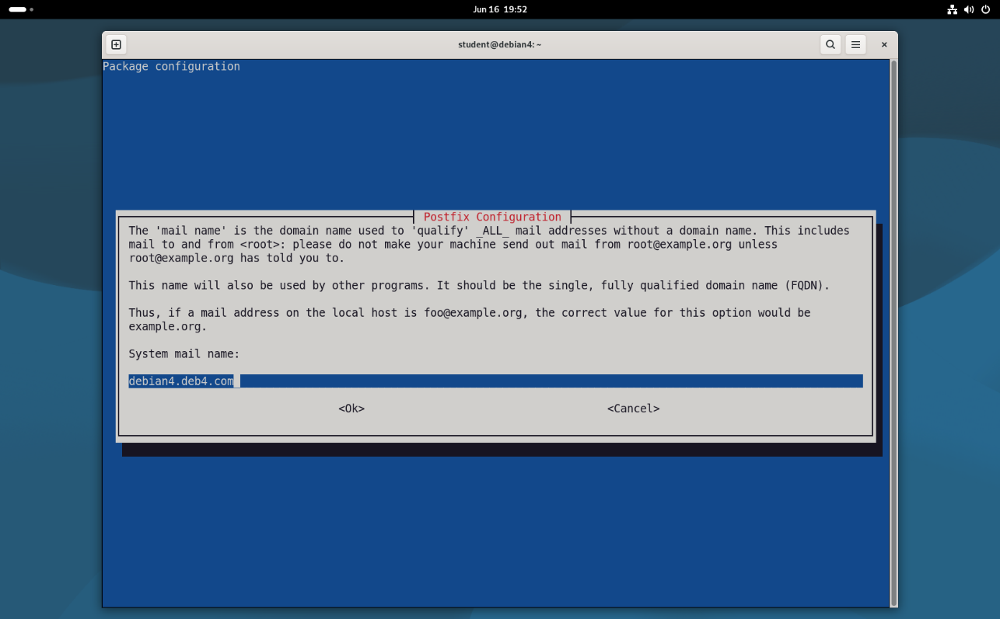 Jun 16 19:52
student@debian4: ~
Package configuration
Postfix Configuration
The 'mail name' is the domain name used to 'qualify' _ALL_ mail addresses without a domain name. This includes
mail to and from <root>: please do not make your machine send out mail from root@example.org unless
root@example.org has told you to.
This name will also be used by other programs. It should be the single, fully qualified domain name (FQDN).
Thus, if a mail address on the local host is foo@example.org, the correct value for this option would be
example.org.
System mail name:
debian4.deb4.com
<Ok> <Cancel>